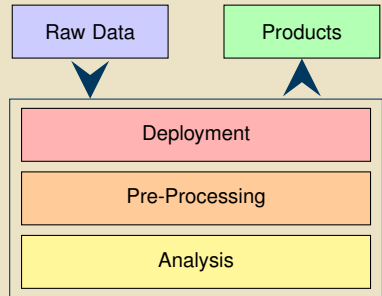 Raw Data
Products
Deployment
Pre-Processing
Analysis